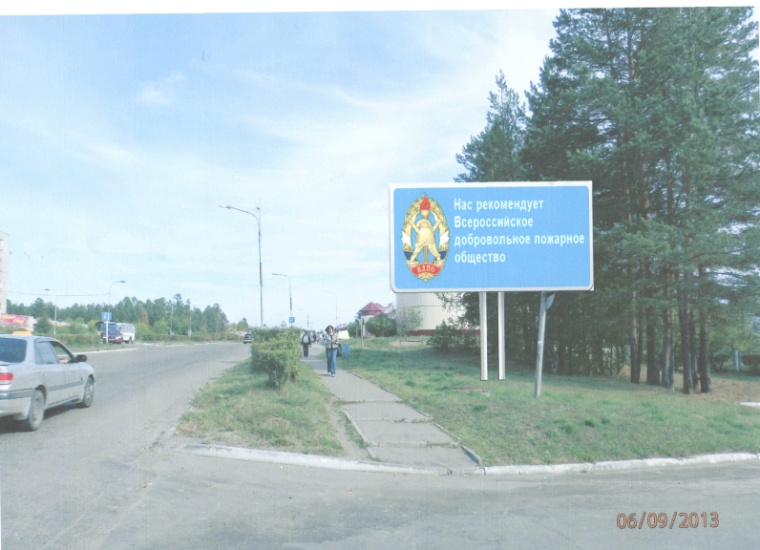 Нас рекомендует
Всероссийское
добровольное пожарное
общество
ВДПО
06/09/2013